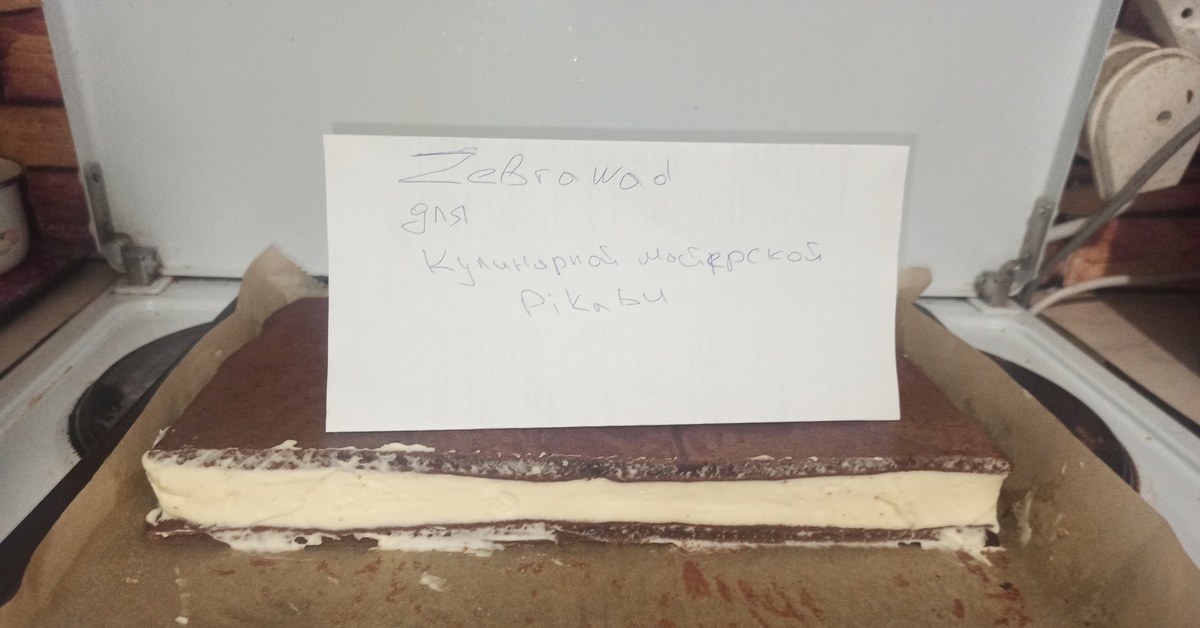 Zebrawad
для
Кулинарной мастерской
Pikabu